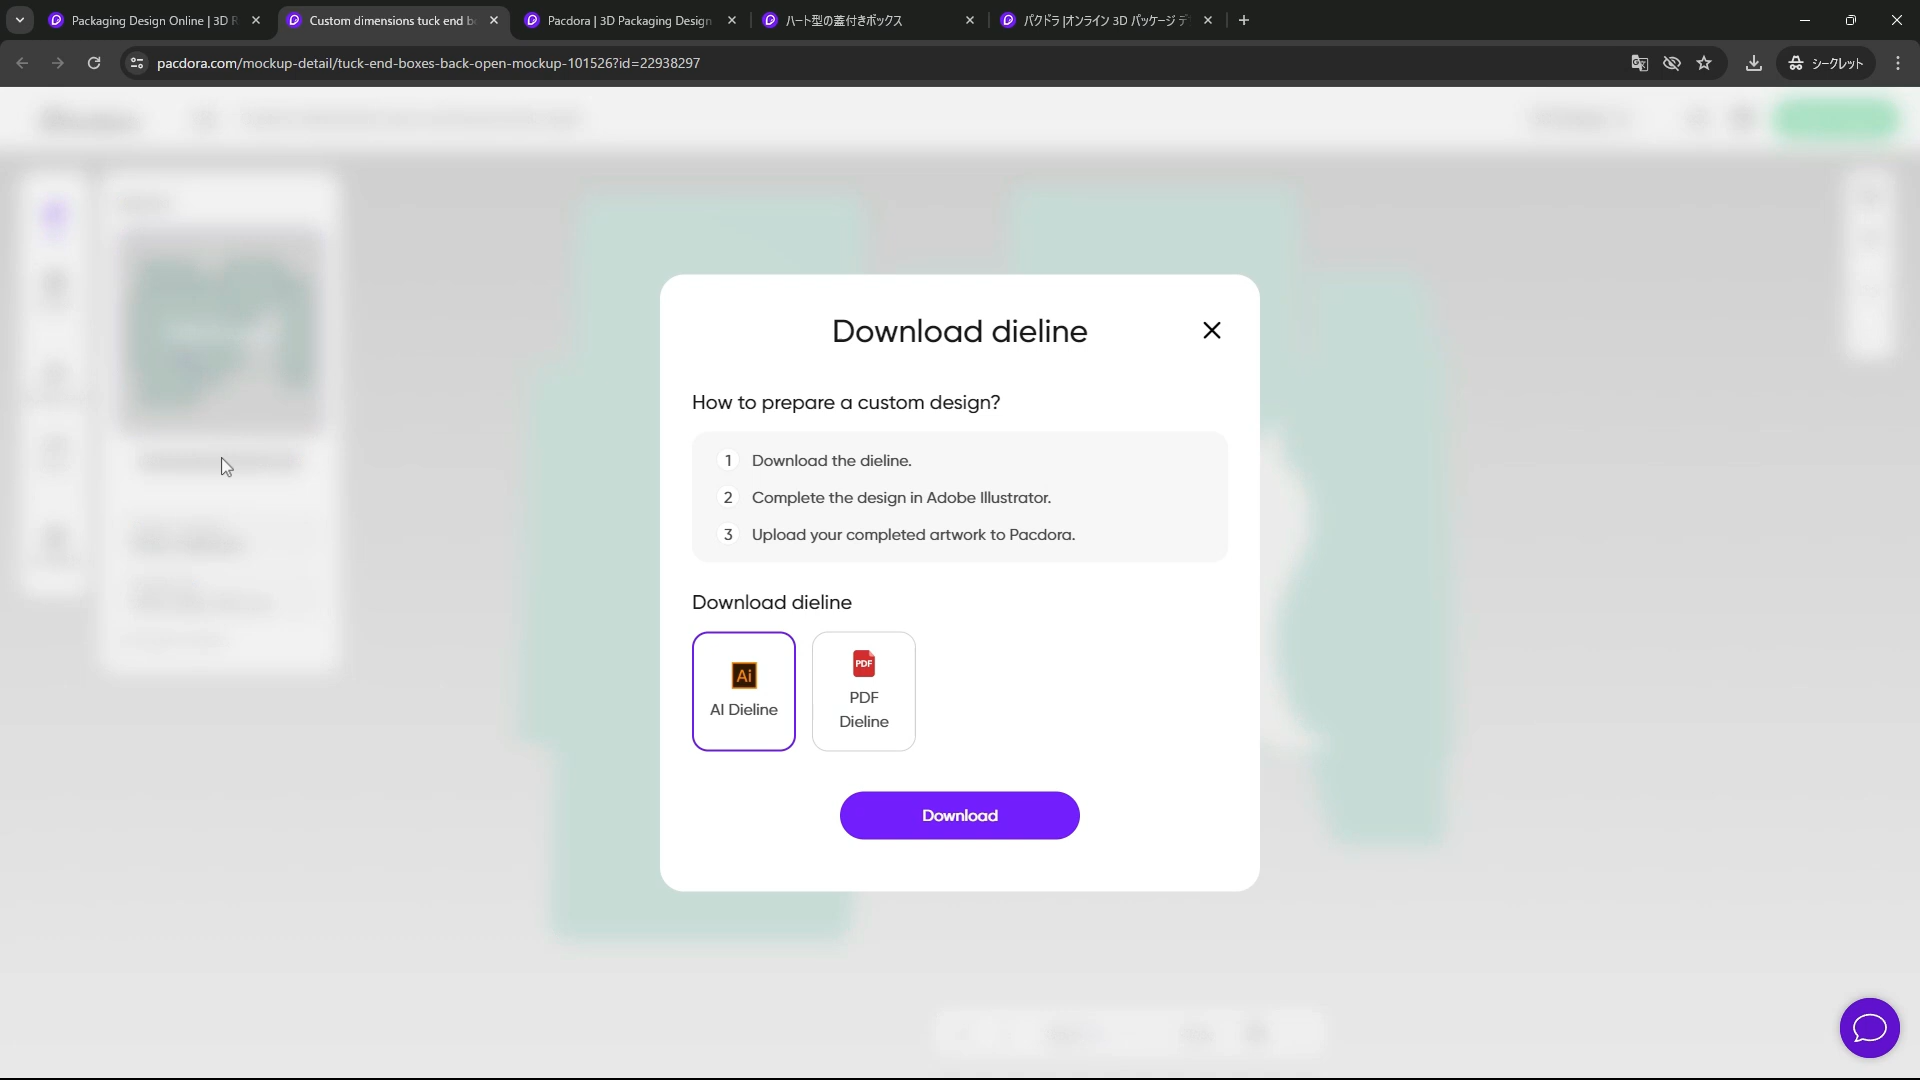 Packaging Design Online | 3D R
Custom dimensions tuck end b
Pacdora | 3D Packaging Design
ハート型の蓋付きボックス
パクドラ |オンライン 3D パッケージ デ
pacdora.com/mockup-detail/tuck-end-boxes-back-open-mockup-101526?id=22938297
シークレット
Download dieline
How to prepare a custom design?
1 Download the dieline.
2 Complete the design in Adobe Illustrator.
3 Upload your completed artwork to Pacdora.
Download dieline
Ai
AI Dieline
PDF
PDF
Dieline
Download